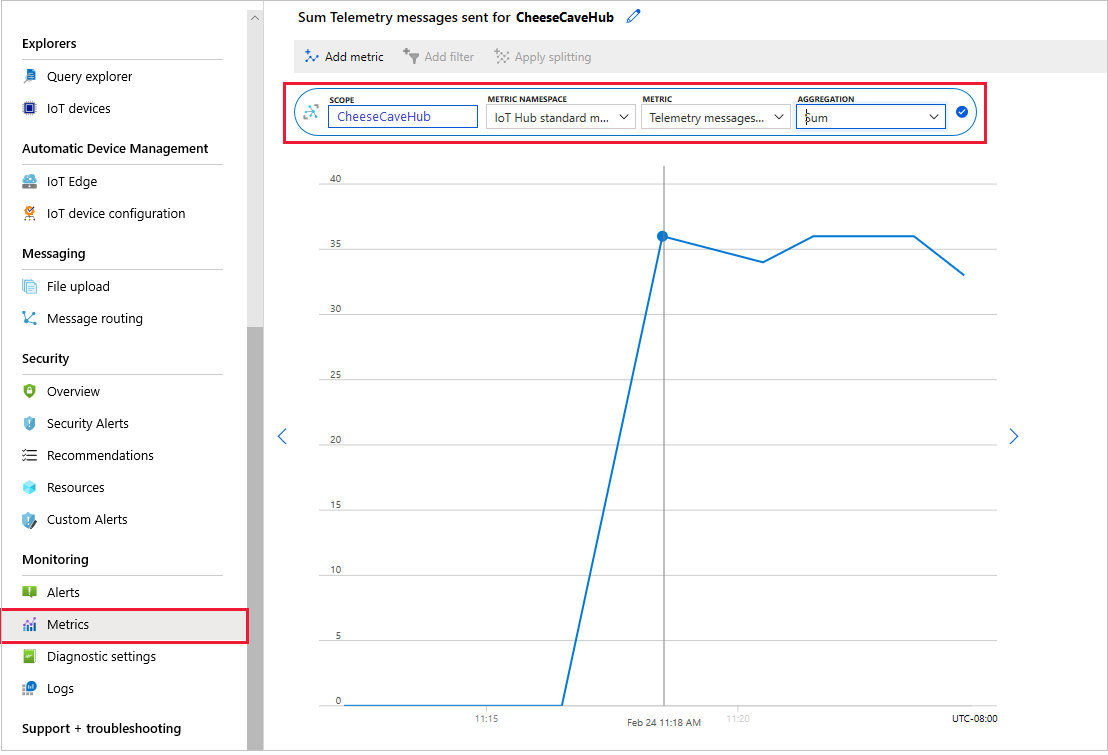 Explorers
Query explorer
IoT devices
Automatic Device Management
IoT Edge
IoT device configuration
Messaging
File upload
Message routing
Security
Overview
Security Alerts
Recommendations
Resources
Custom Alerts
Monitoring
Alerts
Metrics
Diagnostic settings
Logs
Support + troubleshooting
Sum Telemetry messages sent for CheeseCaveHub
Add metric Add filter Apply splitting
SCOPE METRIC NAMESPACE METRIC AGGREGATION
CheeseCaveHub IoT Hub standard m... Telemetry messages... Sum
40
35
30
25
20
15
10
5
0
11:15 Feb 24 11:18 AM 11:20 UTC-08:00